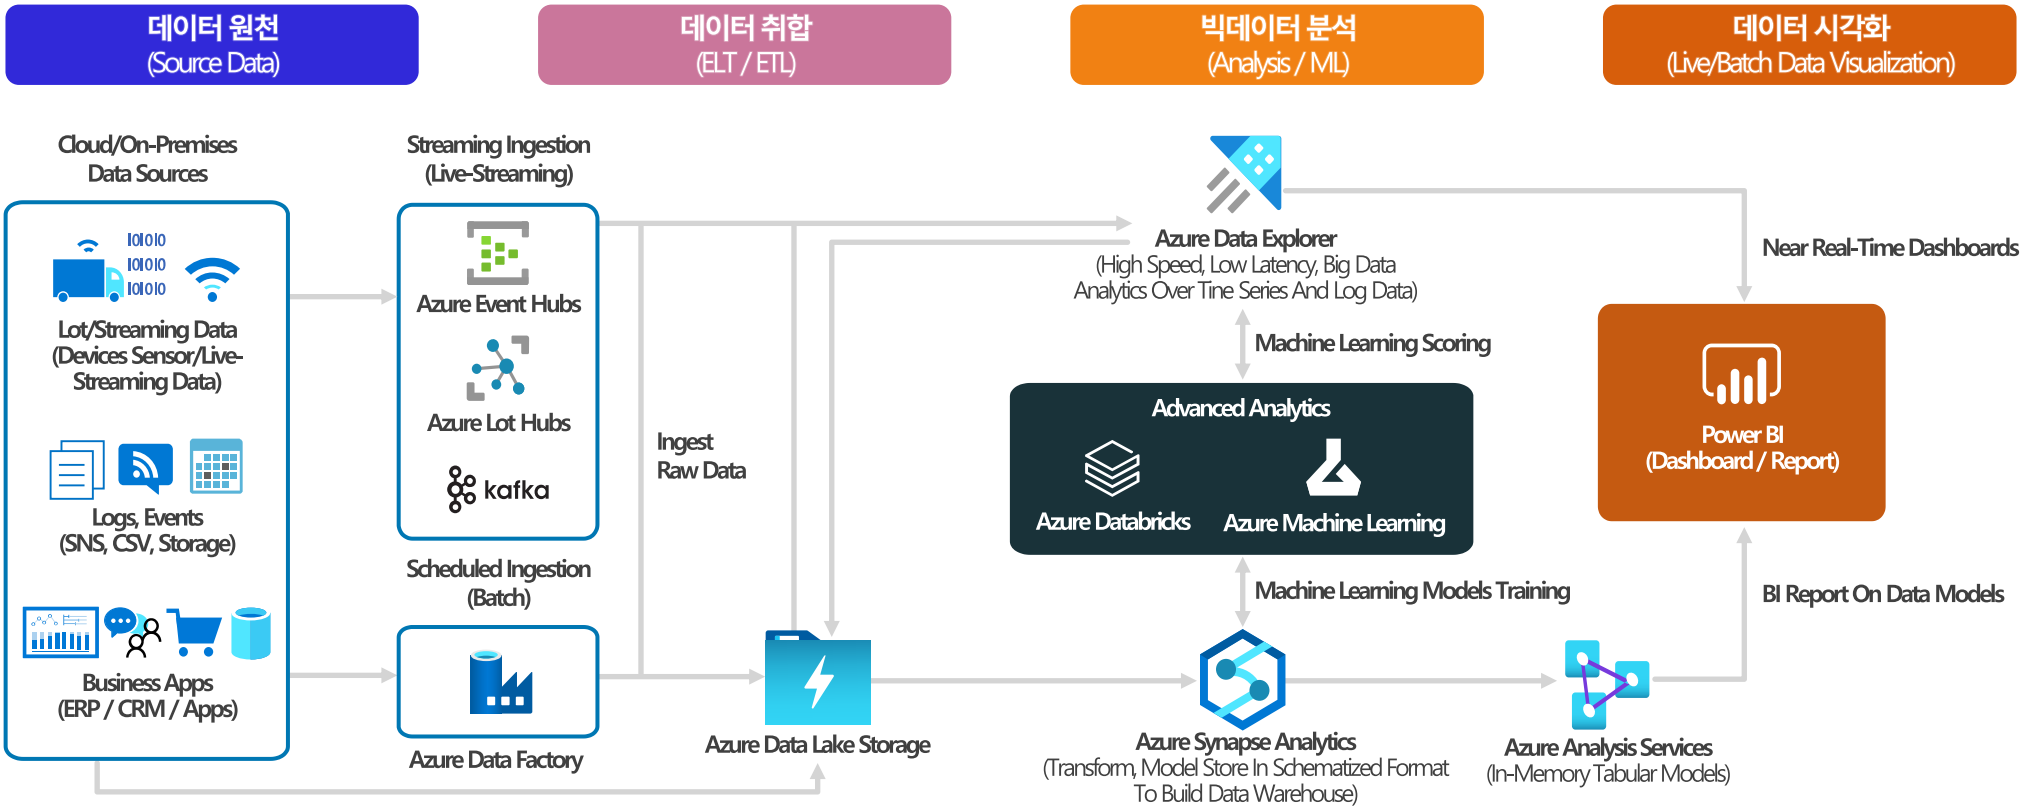 데이터 원천
(Source Data)
데이터 취합
(ELT / ETL)
빅데이터 분석
(Analysis / ML)
데이터 시각화
(Live/Batch Data Visualization)
Cloud/On-Premises
Data Sources
IOIOIO
IOIOIO
IOIOIO
Lot/Streaming Data
(Devices Sensor/Live-
Streaming Data)
Logs, Events
(SNS, CSV, Storage)
Business Apps
(ERP / CRM / Apps)
Streaming Ingestion
(Live-Streaming)
Azure Event Hubs
Azure Lot Hubs
kafka
Scheduled Ingestion
(Batch)
Azure Data Factory
Ingest
Raw Data
Azure Data Lake Storage
Azure Data Explorer
(High Speed, Low Latency, Big Data
Analytics Over Tine Series And Log Data)
Machine Learning Scoring
Advanced Analytics
Azure Databricks
Azure Machine Learning
Machine Learning Models Training
Azure Synapse Analytics
(Transform, Model Store In Schematized Format
To Build Data Warehouse)
Azure Analysis Services
(In-Memory Tabular Models)
Near Real-Time Dashboards
Power BI
(Dashboard / Report)
BI Report On Data Models